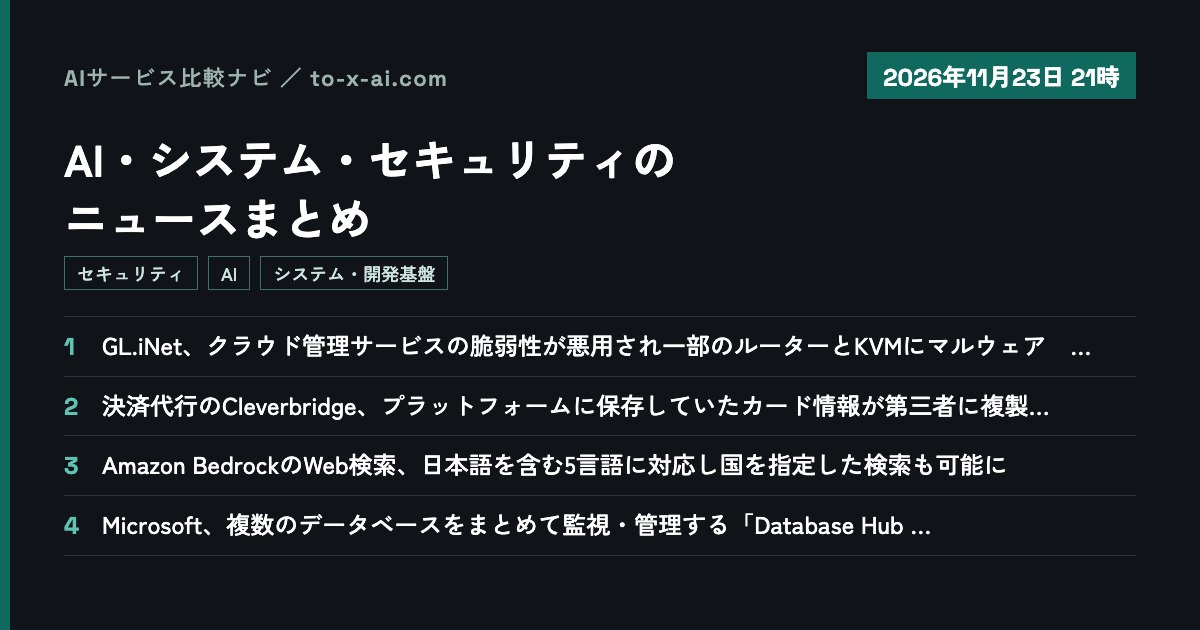 AIサービス比較ナビ ／ to-x-ai.com
2026年11月23日 21時
AI・システム・セキュリティの
ニュースまとめ
セキュリティ
AI
システム・開発基盤
1 GL.iNet、クラウド管理サービスの脆弱性が悪用され一部のルーターとKVMにマルウェア　…
2 決済代行のCleverbridge、プラットフォームに保存していたカード情報が第三者に複製…
3 Amazon BedrockのWeb検索、日本語を含む5言語に対応し国を指定した検索も可能に
4 Microsoft、複数のデータベースをまとめて監視・管理する「Database Hub …